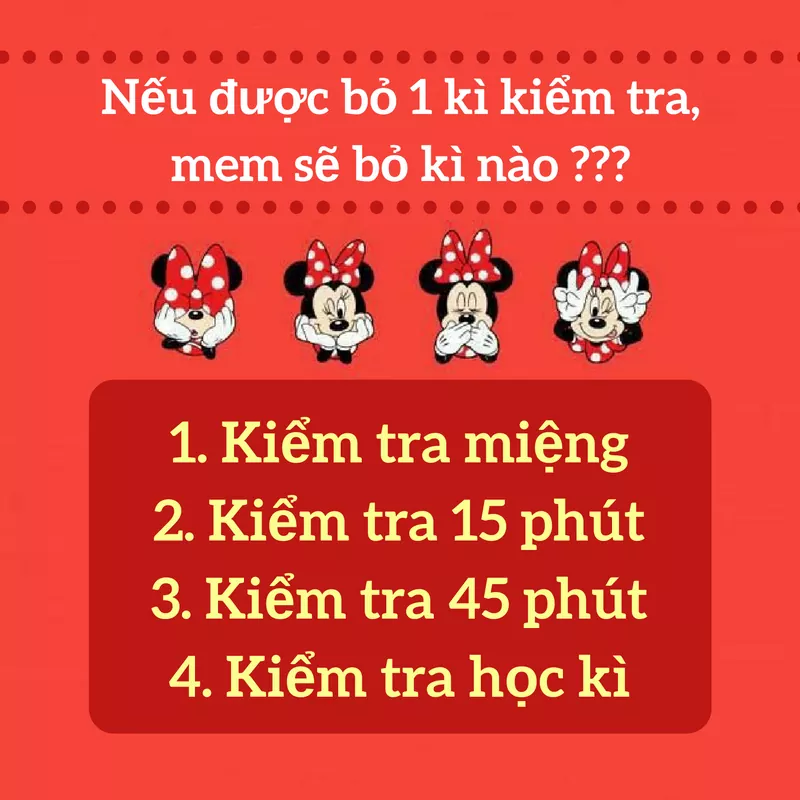 Nếu được bỏ 1 kì kiểm tra,
mem sẽ bỏ kì nào ???
1. Kiểm tra miệng
2. Kiểm tra 15 phút
3. Kiểm tra 45 phút
4. Kiểm tra học kì